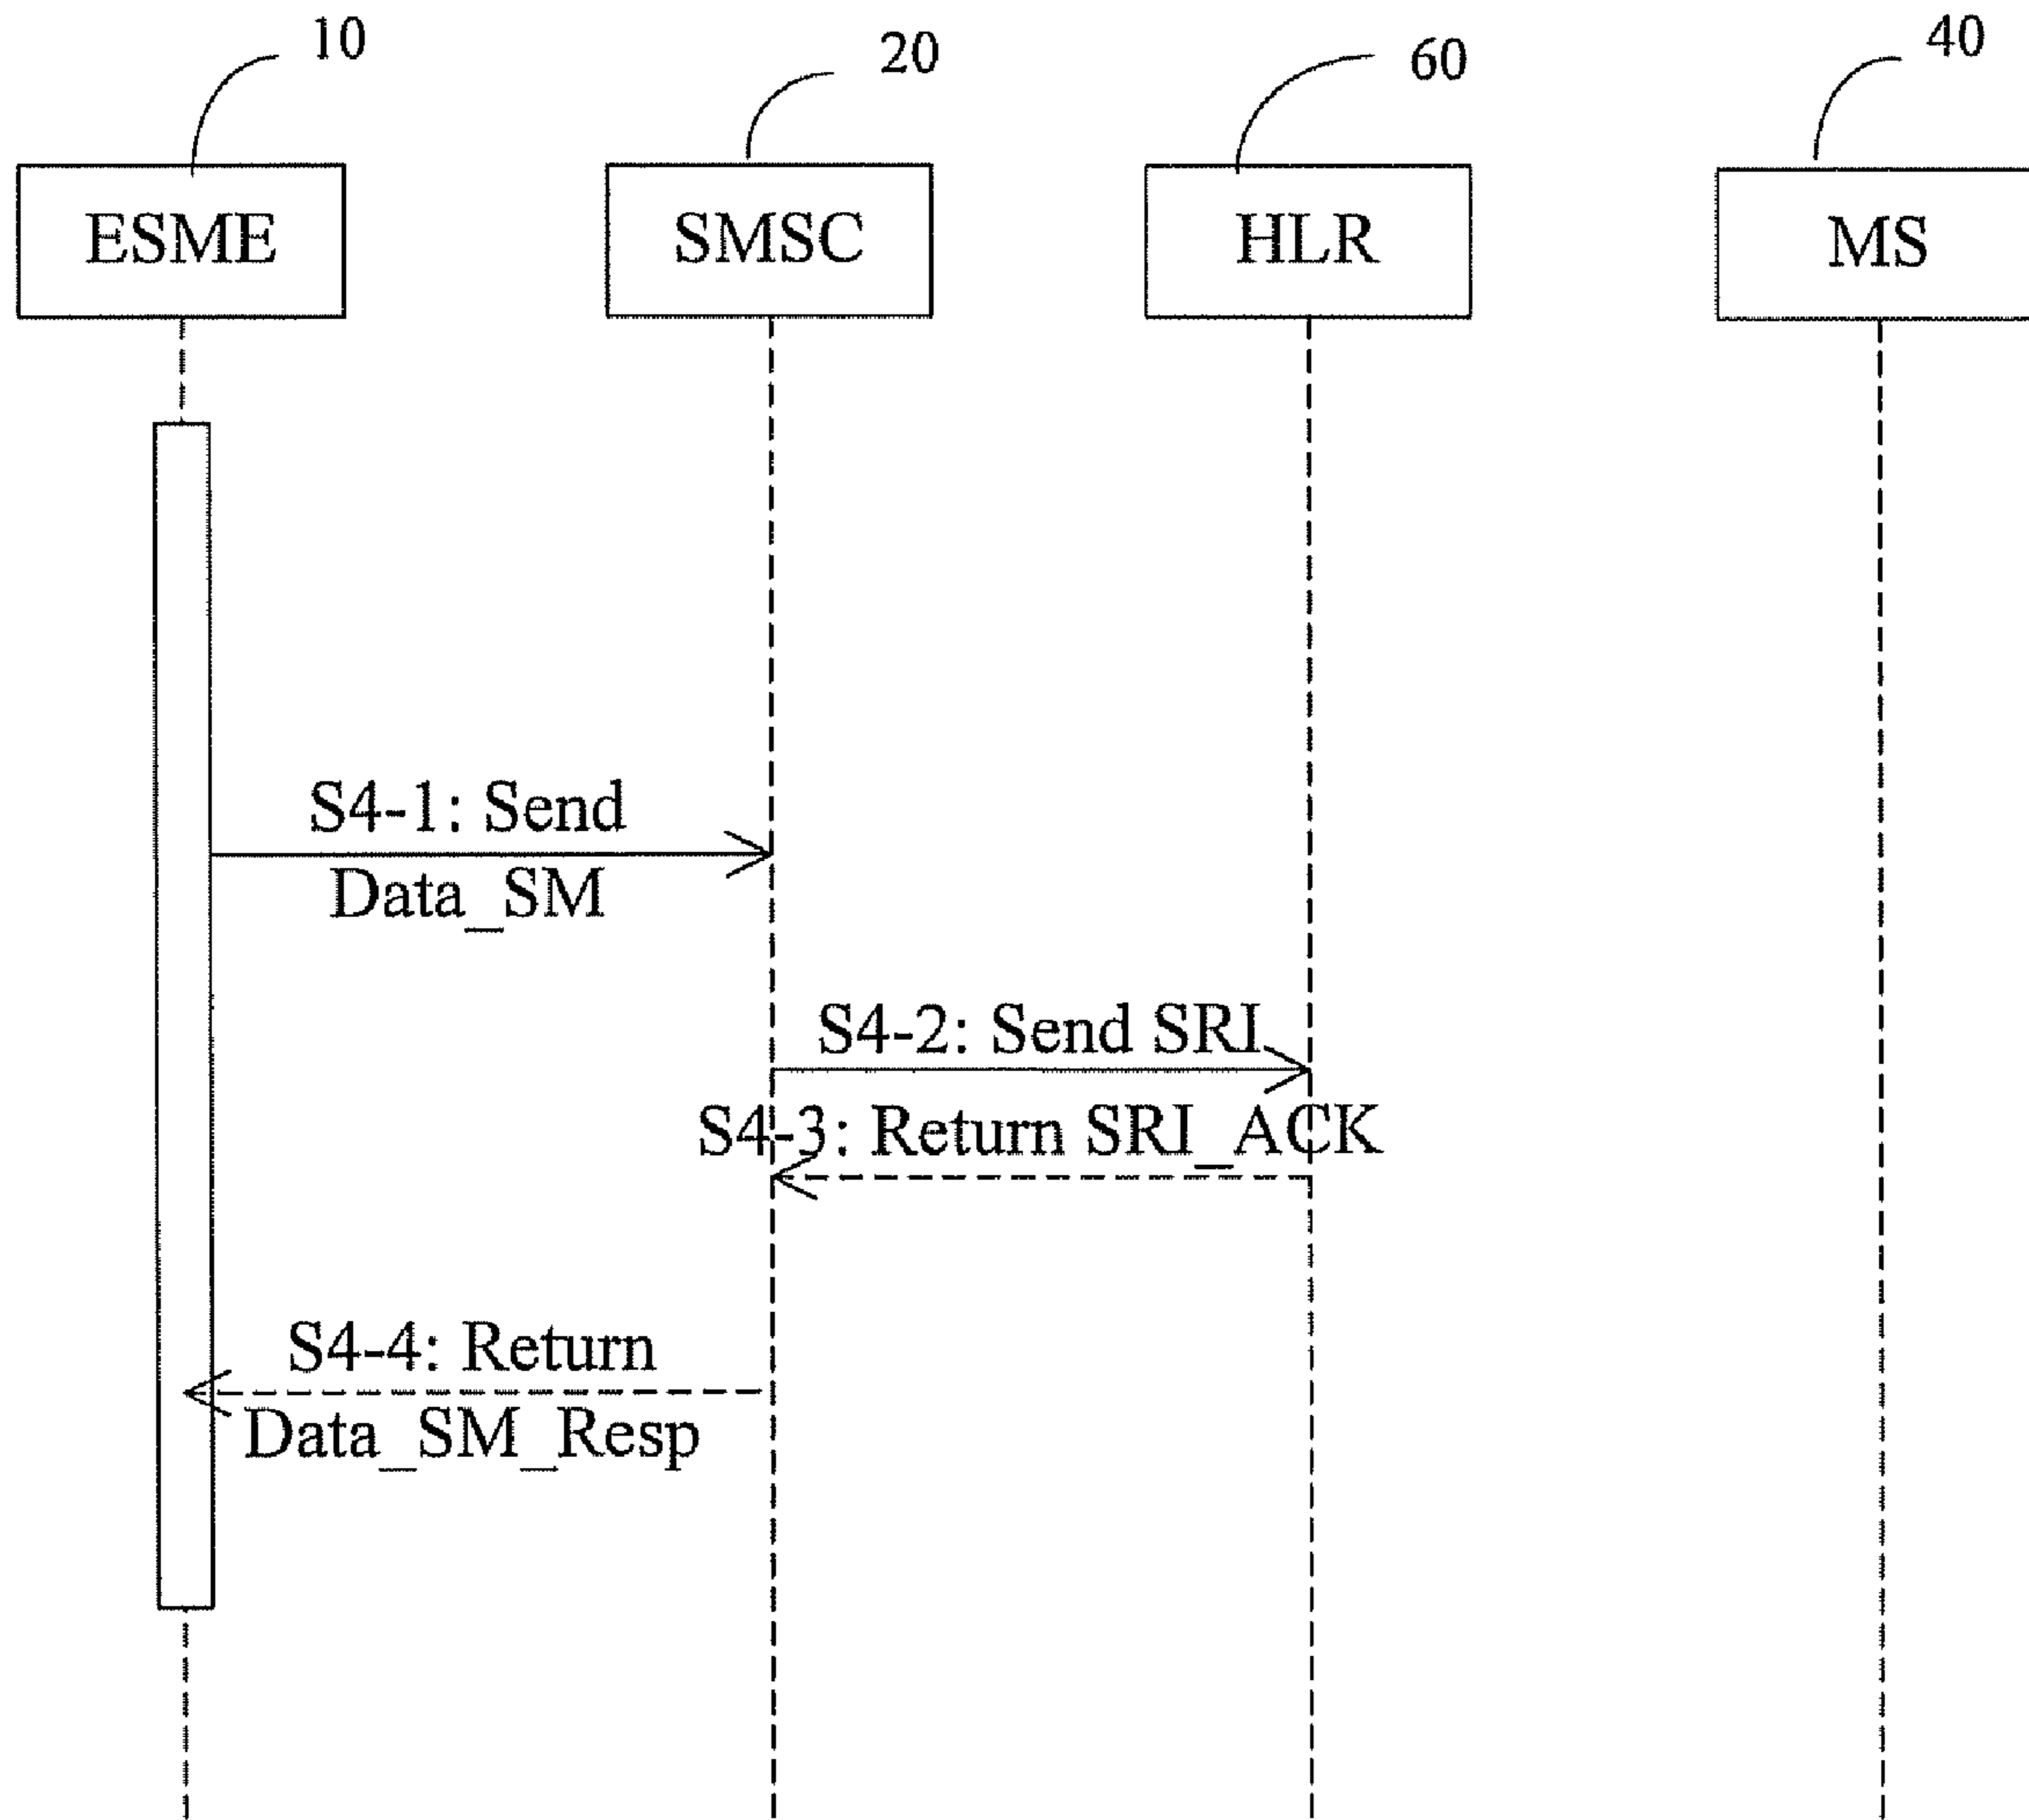 10
20
60
40
ESME
SMSC
HLR
MS
S4-1: Send
Data_SM
S4-2: Send SRI
S4-3: Return SRI_ACK
S4-4: Return
Data_SM_Resp